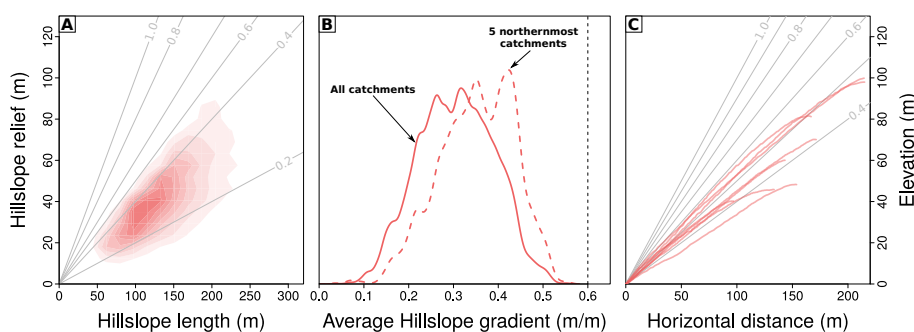 A
1.0
0.8
0.6
0.4
0.2
Hillslope relief (m)
0 20 40 60 80 100 120
0 50 100 150 200 250 300
Hillslope length (m)
B
5 northernmost
catchments
All catchments
0.0 0.1 0.2 0.3 0.4 0.5 0.6
Average Hillslope gradient (m/m)
C
1.0
0.8
0.6
0.4
0 50 100 150 200
Horizontal distance (m)
0 20 40 60 80 100 120
Elevation (m)